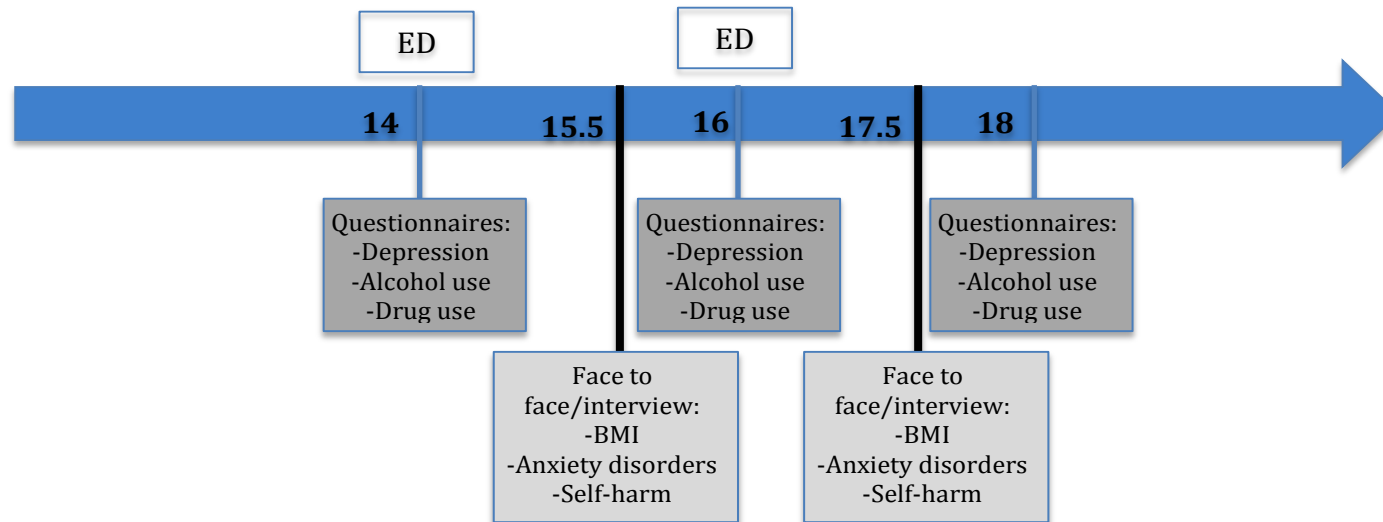 ED
ED
14
15.5
16
17.5
18
Questionnaires:
-Depression
-Alcohol use
-Drug use
Questionnaires:
-Depression
-Alcohol use
-Drug use
Questionnaires:
-Depression
-Alcohol use
-Drug use
Face to
face/interview:
-BMI
-Anxiety disorders
-Self-harm
Face to
face/interview:
-BMI
-Anxiety disorders
-Self-harm